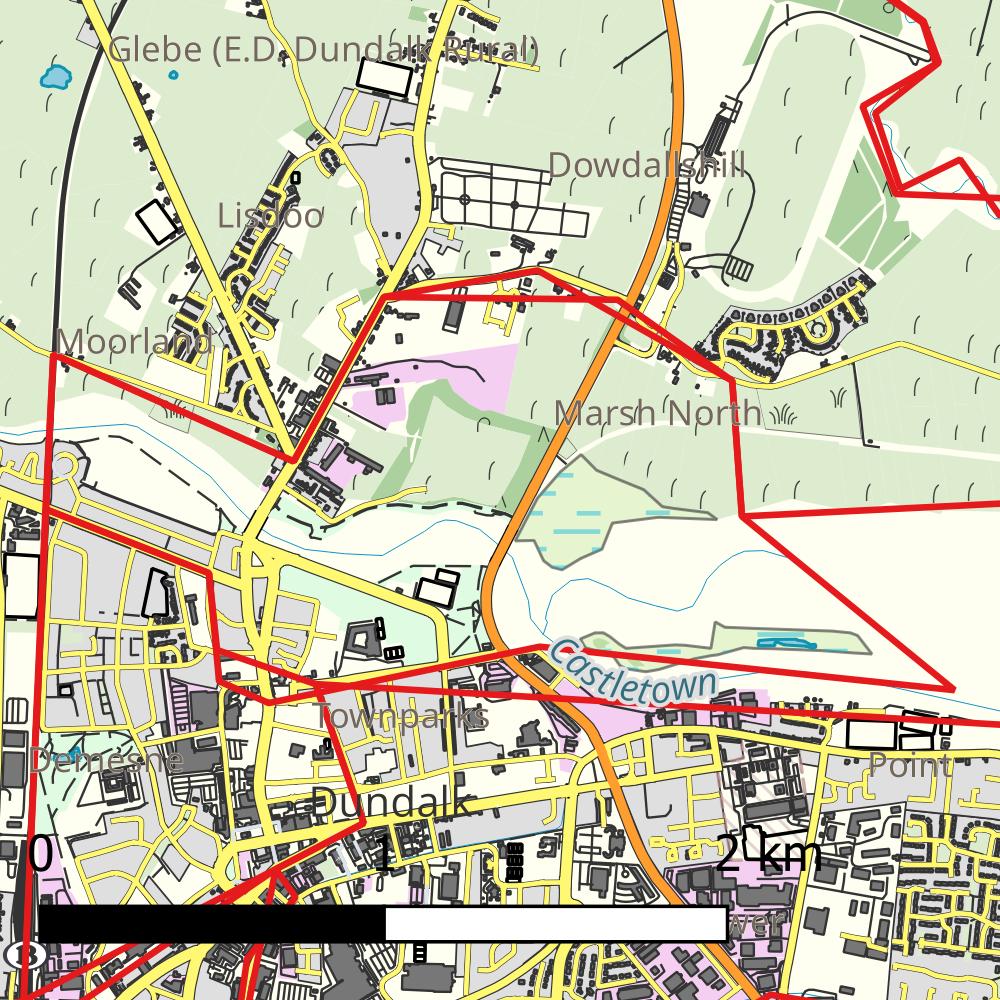 Glebe (E.D. Dundalk Rural)
Dowdallshill
Lisdoo
Moorland
Marsh North
Castletown
Townparks
Demesne
Point
Dundalk
0 1 2 km
wer